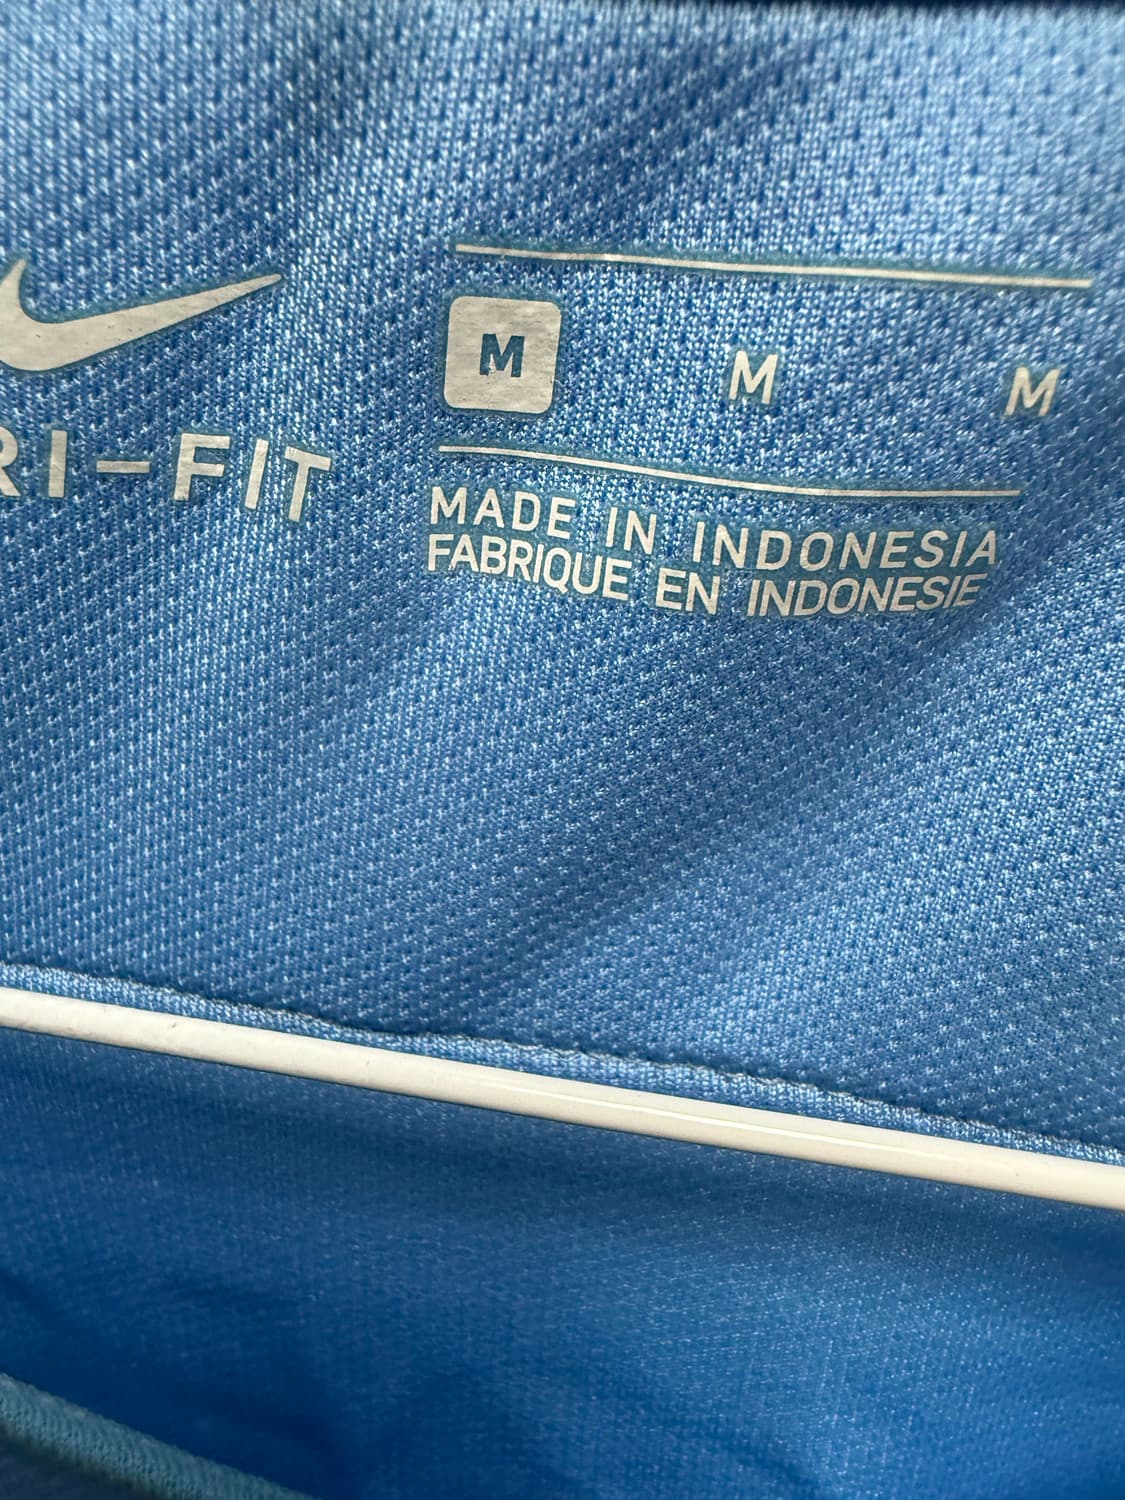 RI-FIT
M M M
MADE IN INDONESIA
FABRIQUE EN INDONESIE